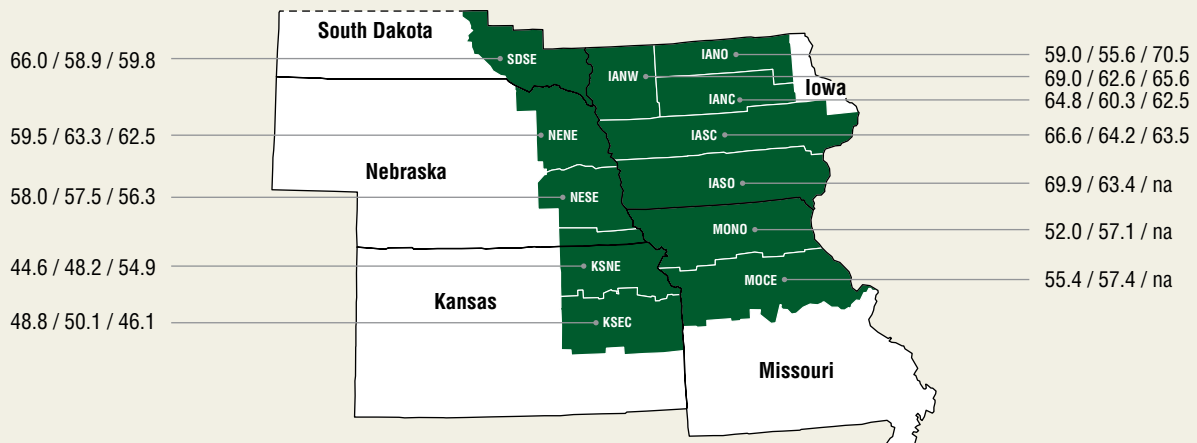 South Dakota
66.0 / 58.9 / 59.8
SDSE
IANW
IANO
59.0 / 55.6 / 70.5
69.0 / 62.6 / 65.6
Iowa
IANC
64.8 / 60.3 / 62.5
59.5 / 63.3 / 62.5
NENE
IASC
66.6 / 64.2 / 63.5
Nebraska
58.0 / 57.5 / 56.3
NESE
IASO
69.9 / 63.4 / na
MONO
52.0 / 57.1 / na
44.6 / 48.2 / 54.9
KSNE
MOCE
55.4 / 57.4 / na
Kansas
48.8 / 50.1 / 46.1
KSEC
Missouri